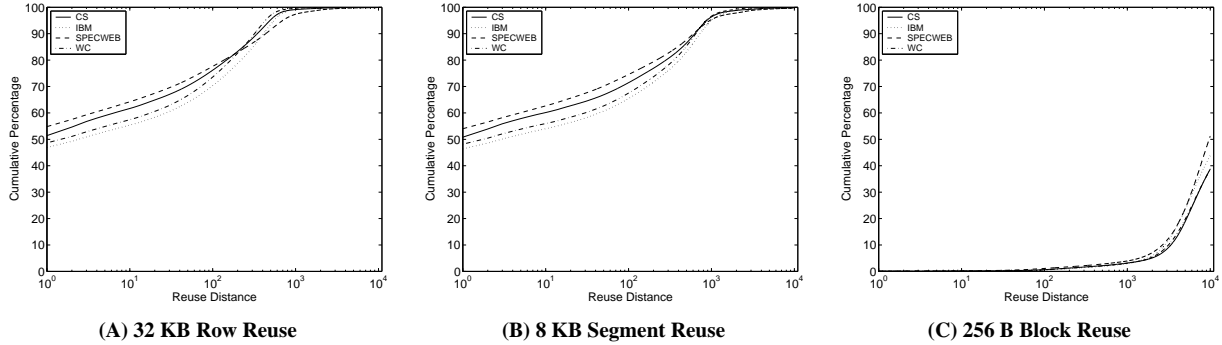 100
90
80
70
60
50
40
30
20
10
0
Cumulative Percentage
CS
IBM
SPECWEB
WC
10^0
10^1
10^2
10^3
10^4
Reuse Distance
(A) 32 KB Row Reuse
100
90
80
70
60
50
40
30
20
10
0
Cumulative Percentage
CS
IBM
SPECWEB
WC
10^0
10^1
10^2
10^3
10^4
Reuse Distance
(B) 8 KB Segment Reuse
100
90
80
70
60
50
40
30
20
10
0
Cumulative Percentage
CS
IBM
SPECWEB
WC
10^0
10^1
10^2
10^3
10^4
Reuse Distance
(C) 256 B Block Reuse